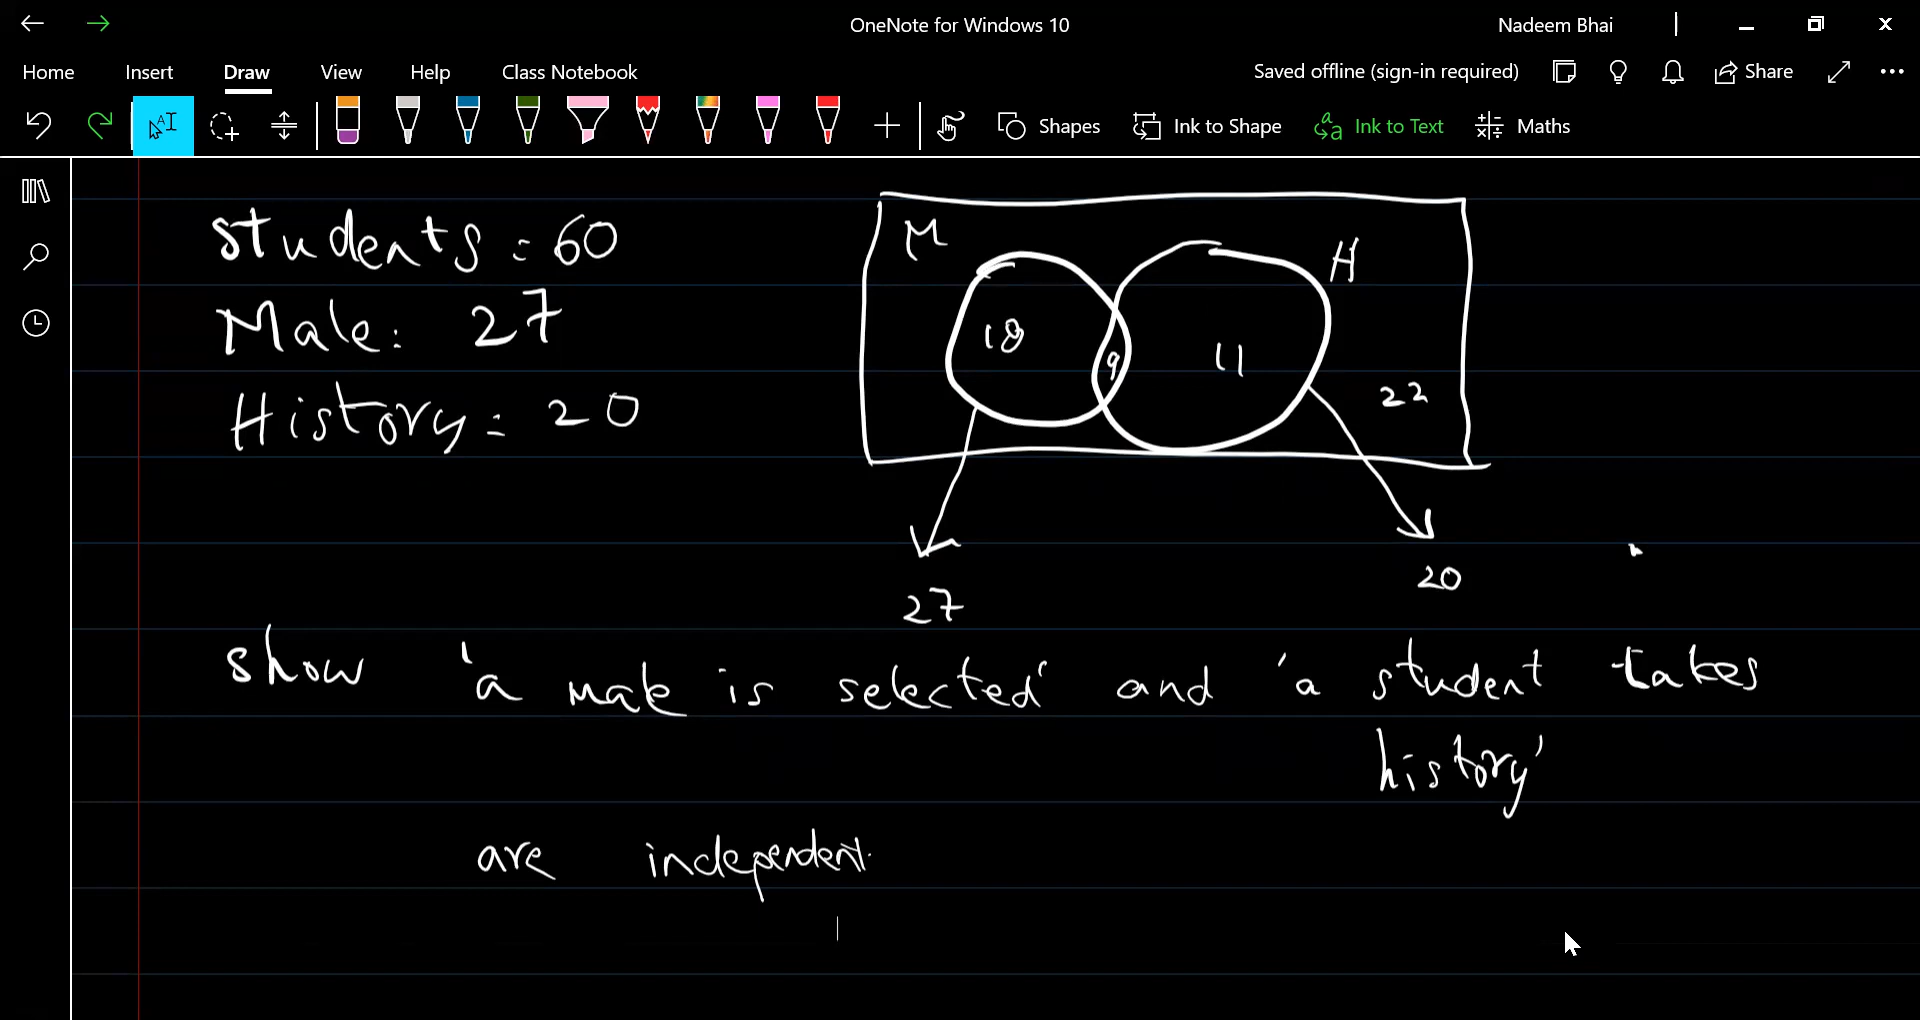 OneNote for Windows 10
Nadeem Bhai
Home Insert Draw View Help Class Notebook
Saved offline (sign-in required) Share
Shapes Ink to Shape Ink to Text Maths
students = 60
Male: 27
History = 20
M H
18 9 11
22
27
20
show 'a male is selected' and 'a student takes
history'
are independent.